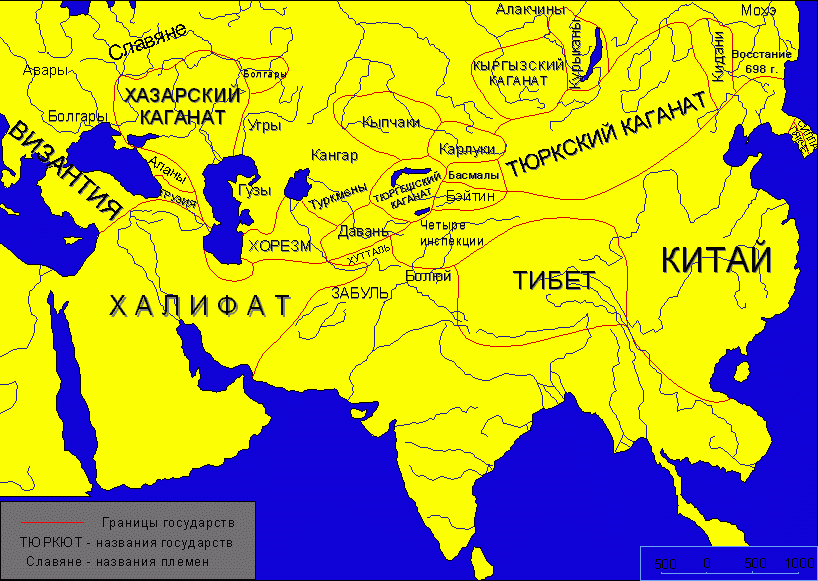 Алакчины
Мохэ
Славяне
Курыканы
Кидани
Восстание
698 г.
Авары
Болгары
КЫРГЫЗСКИЙ
КАГАНАТ
ХАЗАРСКИЙ
КАГАНАТ
Болгары
Угры
Кыпчаки
ТЮРКСКИЙ КАГАНАТ
ВИЗАНТИЯ
Аланы
ГРУЗИЯ
Кангар
Карлуки
Басмалы
Гузы
Туркмены
ТЮРГЕШСКИЙ
КАГАНАТ
Бэйтин
Давань
Четыре
инспекции
ХОРЕЗМ
ХУТТАЛЬ
Болюй
ТИБЕТ
КИТАЙ
ХАЛИФАТ
ЗАБУЛЬ
Границы государств
ТЮРКЮТ - названия государств
Славяне - названия племен
500 0 500 1000